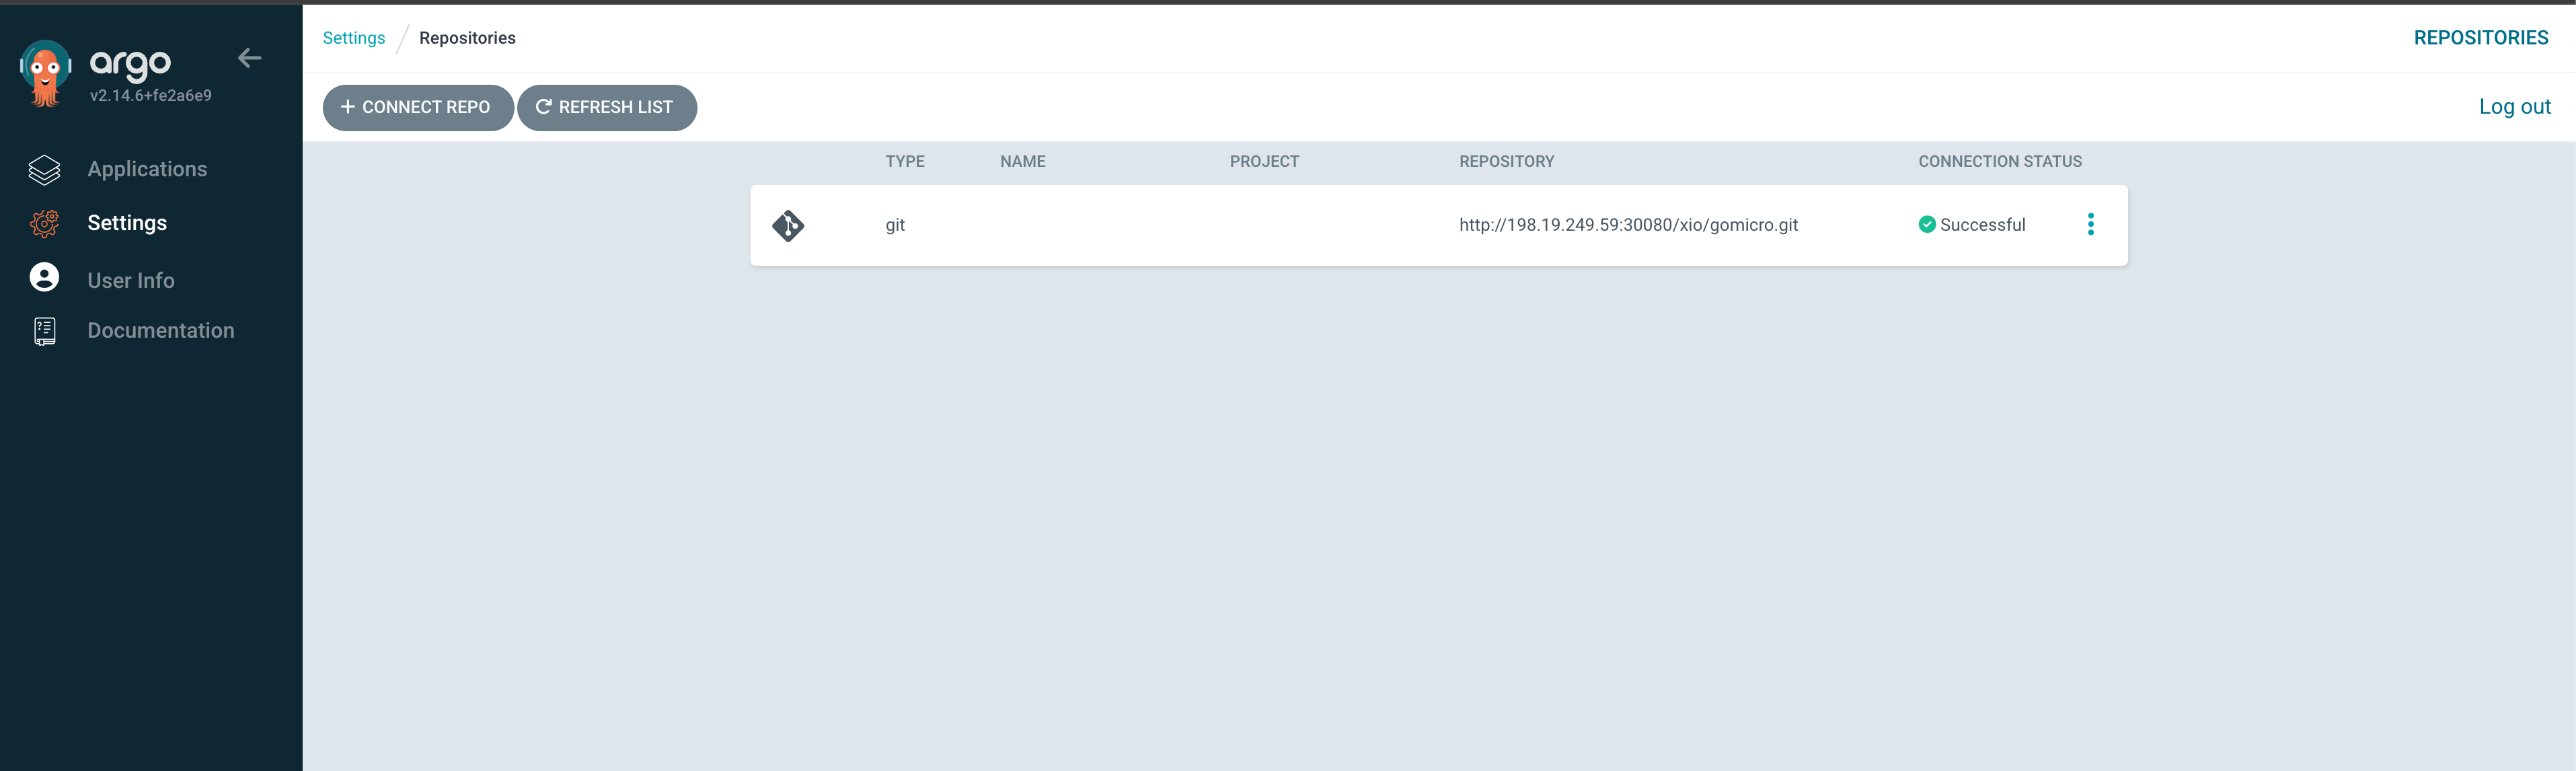 argo
v2.14.6+fe2a6e9
Applications
Settings
User Info
Documentation
Settings / Repositories
REPOSITORIES
+ CONNECT REPO
REFRESH LIST
Log out
TYPE NAME PROJECT REPOSITORY CONNECTION STATUS
git http://198.19.249.59:30080/xio/gomicro.git Successful